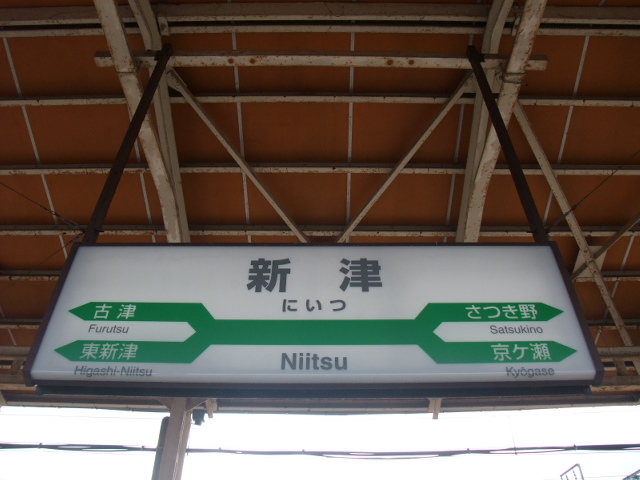 新津
にいつ
古津
Furutsu
さつき野
Satsukino
東新津
Higashi-Niitsu
京ケ瀬
Kyōgase
Niitsu